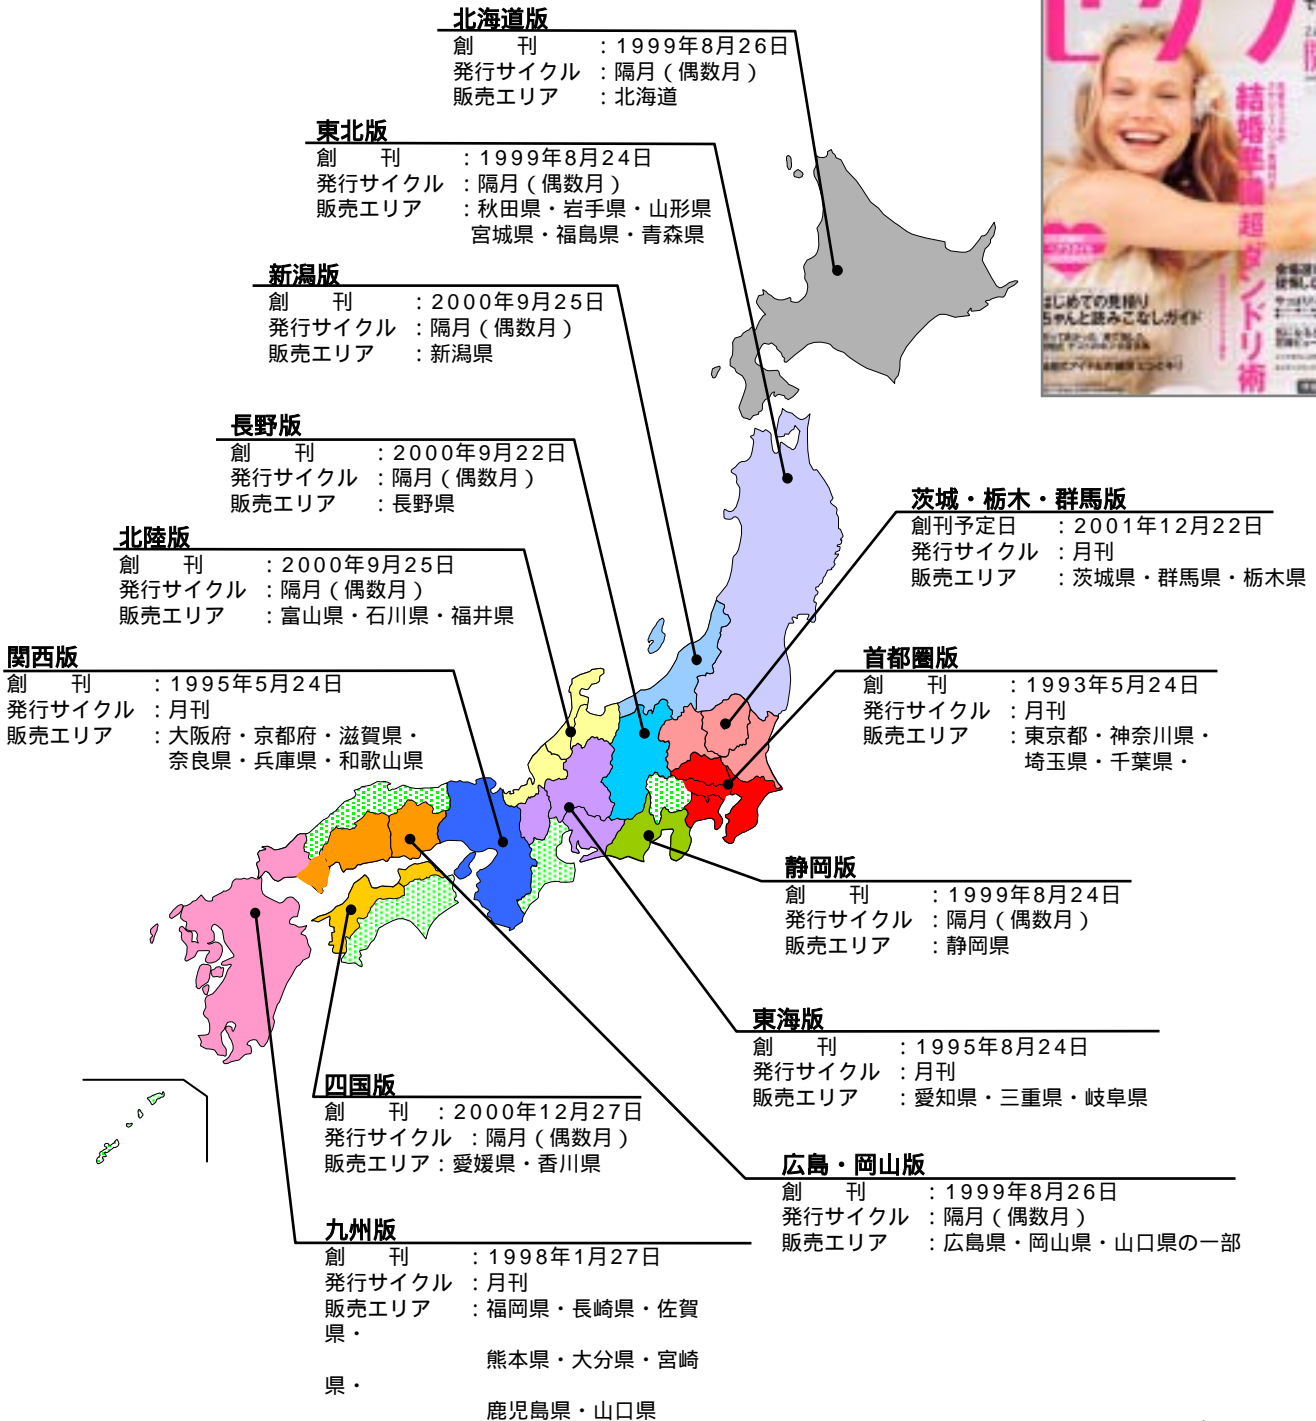 北海道版
創　　刊　　：1999年8月26日
発行サイクル　：隔月（偶数月）
販売エリア　　：北海道
東北版
創　　刊　　：1999年8月24日
発行サイクル　：隔月（偶数月）
販売エリア　　：秋田県・岩手県・山形県
宮城県・福島県・青森県
新潟版
創　　刊　　：2000年9月25日
発行サイクル　：隔月（偶数月）
販売エリア　　：新潟県
長野版
創　　刊　　：2000年9月22日
発行サイクル　：隔月（偶数月）
販売エリア　　：長野県
北陸版
創　　刊　　：2000年9月25日
発行サイクル　：隔月（偶数月）
販売エリア　　：富山県・石川県・福井県
関西版
創　　刊　　：1995年5月24日
発行サイクル　：月刊
販売エリア　　：大阪府・京都府・滋賀県・
奈良県・兵庫県・和歌山県
結婚準備 超ダンドリ術
はじめての見積り
ちゃんと読みこなしガイド
茨城・栃木・群馬版
創刊予定日　：2001年12月22日
発行サイクル　：月刊
販売エリア　　：茨城県・群馬県・栃木県
首都圏版
創　　刊　　：1993年5月24日
発行サイクル　：月刊
販売エリア　　：東京都・神奈川県・
埼玉県・千葉県・
静岡版
創　　刊　　：1999年8月24日
発行サイクル　：隔月（偶数月）
販売エリア　　：静岡県
東海版
創　　刊　　：1995年8月24日
発行サイクル　：月刊
販売エリア　　：愛知県・三重県・岐阜県
四国版
創　　刊　：2000年12月27日
発行サイクル　：隔月（偶数月）
販売エリア：愛媛県・香川県
広島・岡山版
創　　刊　　：1999年8月26日
発行サイクル　：隔月（偶数月）
販売エリア　　：広島県・岡山県・山口県の一部
九州版
創　　刊　　：1998年1月27日
発行サイクル　：月刊
販売エリア　　：福岡県・長崎県・佐賀
県・
熊本県・大分県・宮崎
県・
鹿児島県・山口県